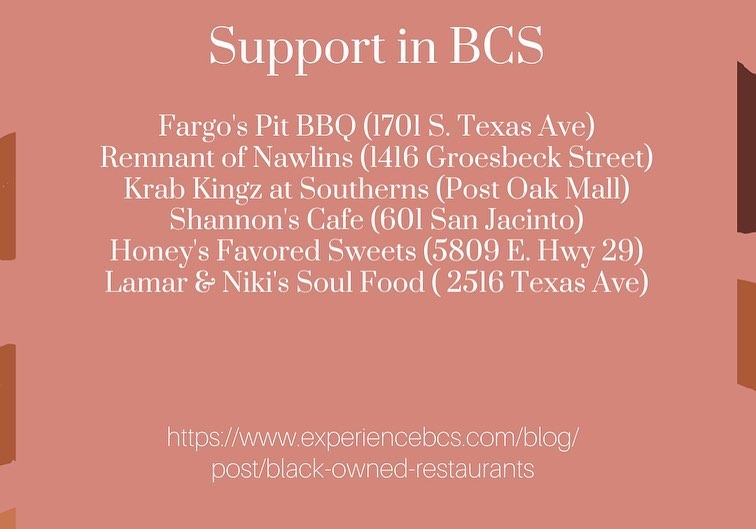 Support in BCS
Fargo's Pit BBQ (1701 S. Texas Ave)
Remnant of Nawlins (1416 Groesbeck Street)
Krab Kingz at Southerns (Post Oak Mall)
Shannon's Cafe (601 San Jacinto)
Honey's Favored Sweets (5809 E. Hwy 29)
Lamar & Niki's Soul Food ( 2516 Texas Ave)
https://www.experiencebcs.com/blog/
post/black-owned-restaurants